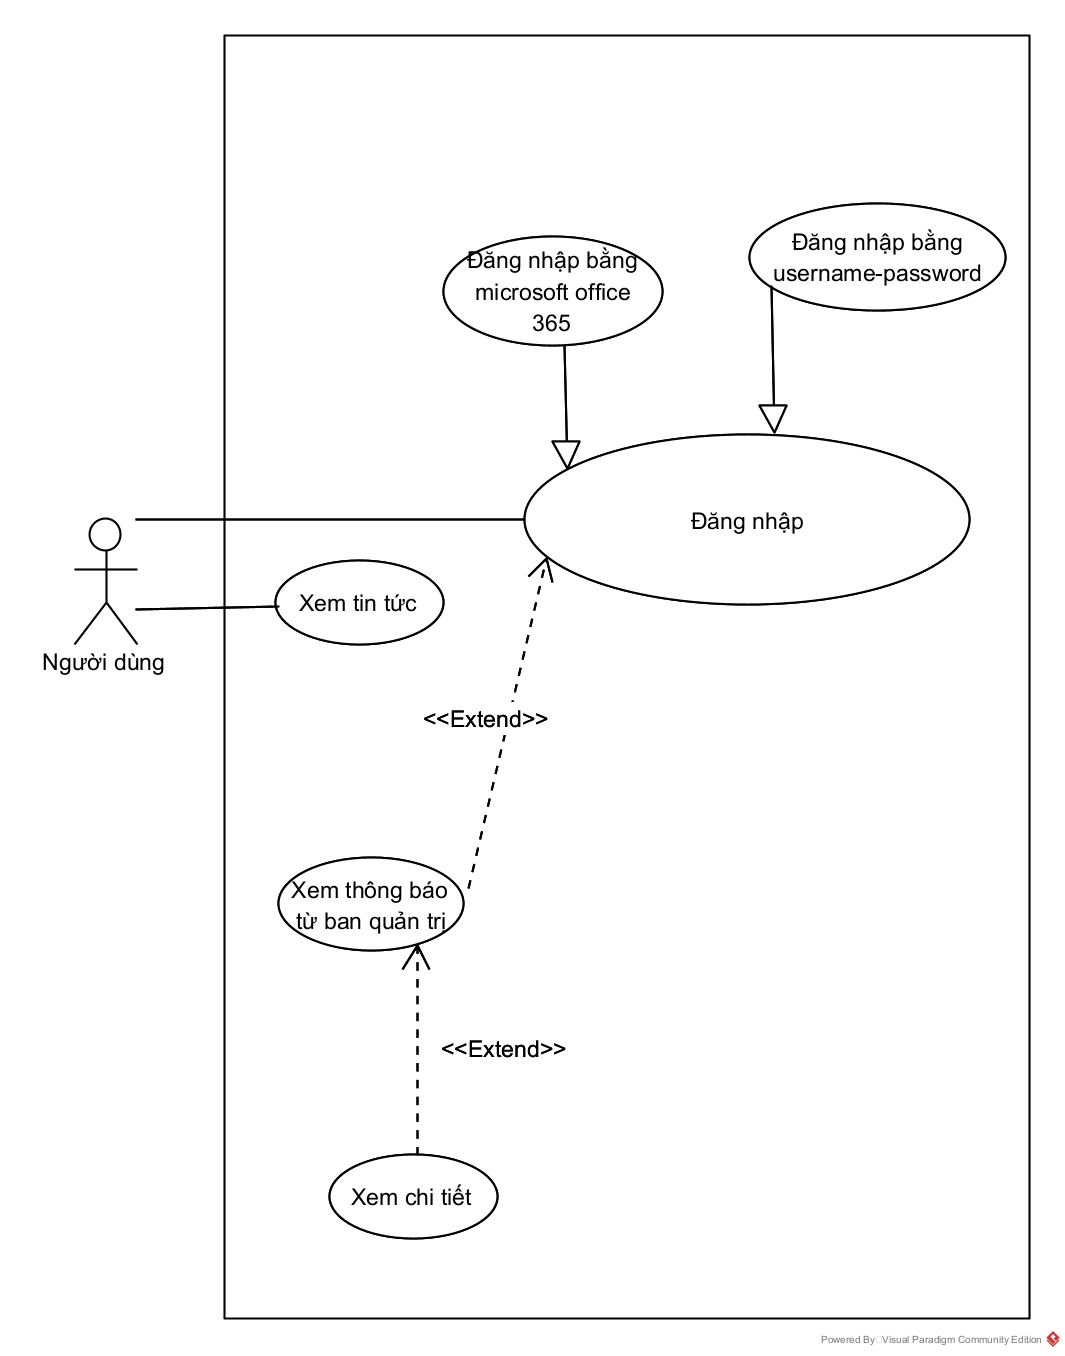 Đăng nhập bằng
username-password
Đăng nhập bằng
microsoft office
365
Đăng nhập
Xem tin tức
Người dùng
<<Extend>>
Xem thông báo
từ ban quản trị
<<Extend>>
Xem chi tiết
Powered By Visual Paradigm Community Edition